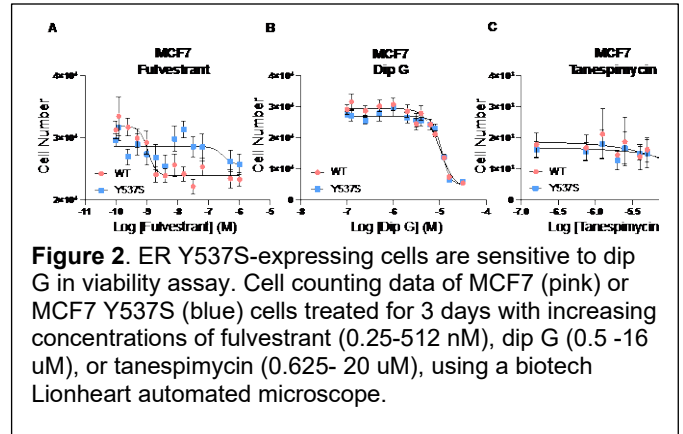 A
B
C
MCF7
Fulvestrant
MCF7
Dip G
MCF7
Tanespimycin
4×10⁴
3×10⁴
2×10⁴
Cell Number
WT
Y537S
-11 -10 -9 -8 -7 -6 -5
Log [Fulvestrant] (M)
4×10⁴
3×10⁴
2×10⁴
1×10⁴
0
Cell Number
WT
Y537S
-8 -7 -6 -5 -4
Log [Dip G] (M)
Cell Number
0
WT
Y537S
-7.0 -6.5 -6.0 -5.5
Log [Tanespimycin
Figure 2. ER Y537S-expressing cells are sensitive to dip
G in viability assay. Cell counting data of MCF7 (pink) or
MCF7 Y537S (blue) cells treated for 3 days with increasing
concentrations of fulvestrant (0.25-512 nM), dip G (0.5 -16
uM), or tanespimycin (0.625- 20 uM), using a biotech
Lionheart automated microscope.